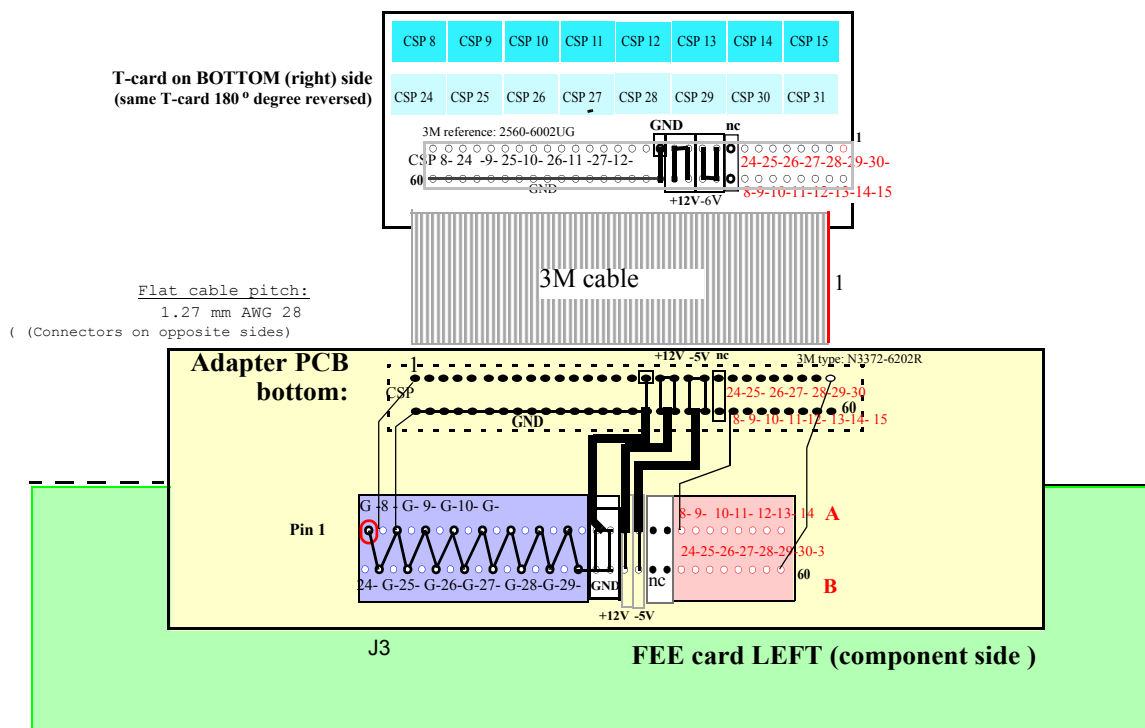 CSP 8 CSP 9 CSP 10 CSP 11 CSP 12 CSP 13 CSP 14 CSP 15
T-card on BOTTOM (right) side
(same T-card 180 o degree reversed)
CSP 24 CSP 25 CSP 26 CSP 27 CSP 28 CSP 29 CSP 30 CSP 31
GND nc
3M reference: 2560-6002UG
1
CSP 8- 24 -9- 25-10- 26-11 -27-12-
24-25-26-27-28-29-30-
60
GND
8-9-10-11-12-13-14-15
+12V-6V
3M cable
1
Flat cable pitch:
1.27 mm AWG 28
( (Connectors on opposite sides)
Adapter PCB
bottom:
1
+12V -5V nc
3M type: N3372-6202R
CSP
24-25- 26-27- 28-29-30
60
GND
8- 9- 10- 11-12- 13-14- 15
G -8 - G- 9- G-10- G-
8- 9- 10-11- 12-13- 14
A
Pin 1
24-25-26-27-28-29-30-3
24- G-25- G-26-G-27- G-28-G-29-
GND
nc
60
B
+12V -5V
J3
FEE card LEFT (component side )